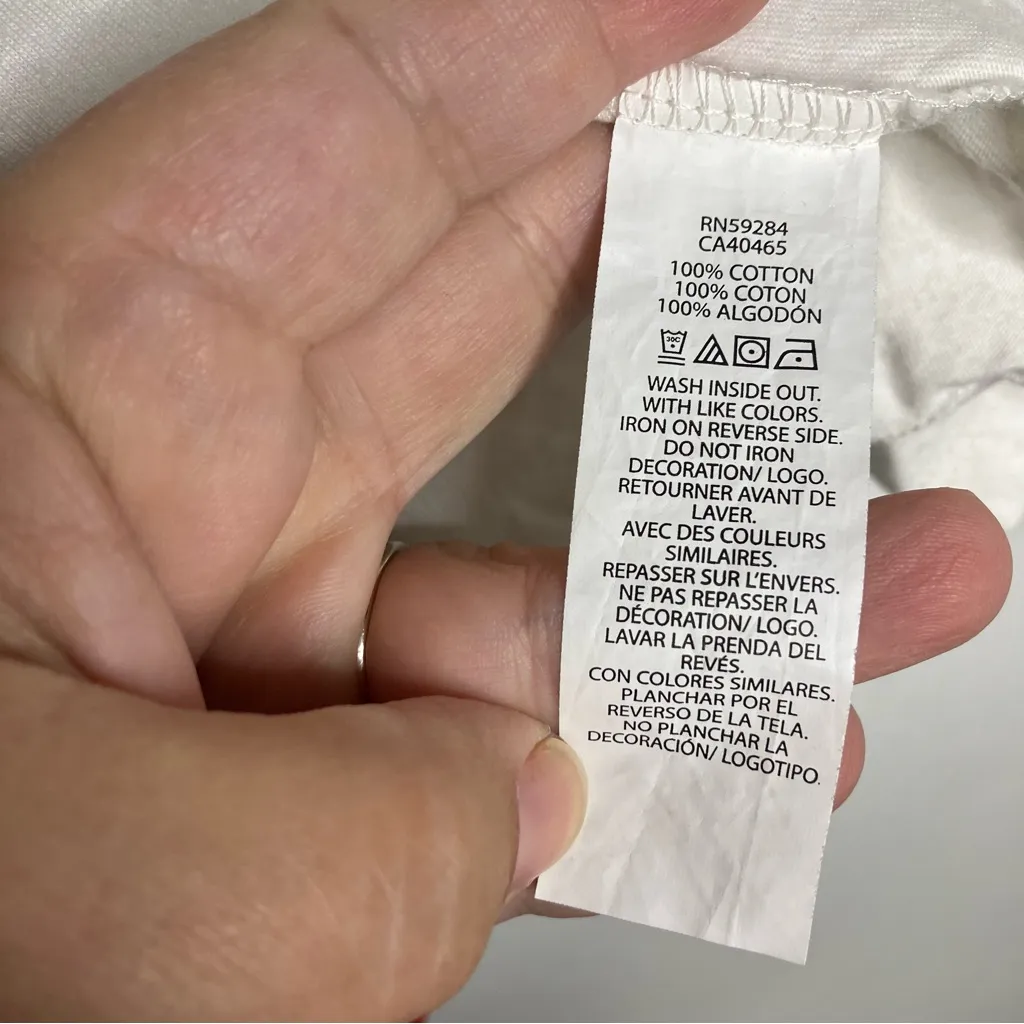 RN59284
CA40465
100% COTTON
100% COTON
100% ALGODÓN
30C
WASH INSIDE OUT.
WITH LIKE COLORS.
IRON ON REVERSE SIDE.
DO NOT IRON
DECORATION/ LOGO.
RETOURNER AVANT DE
LAVER.
AVEC DES COULEURS
SIMILAIRES.
REPASSER SUR L'ENVERS.
NE PAS REPASSER LA
DÉCORATION/ LOGO.
LAVAR LA PRENDA DEL
REVÉS.
CON COLORES SIMILARES.
PLANCHAR POR EL
REVERSO DE LA TELA.
NO PLANCHAR LA
DECORACIÓN/ LOGOTIPO.